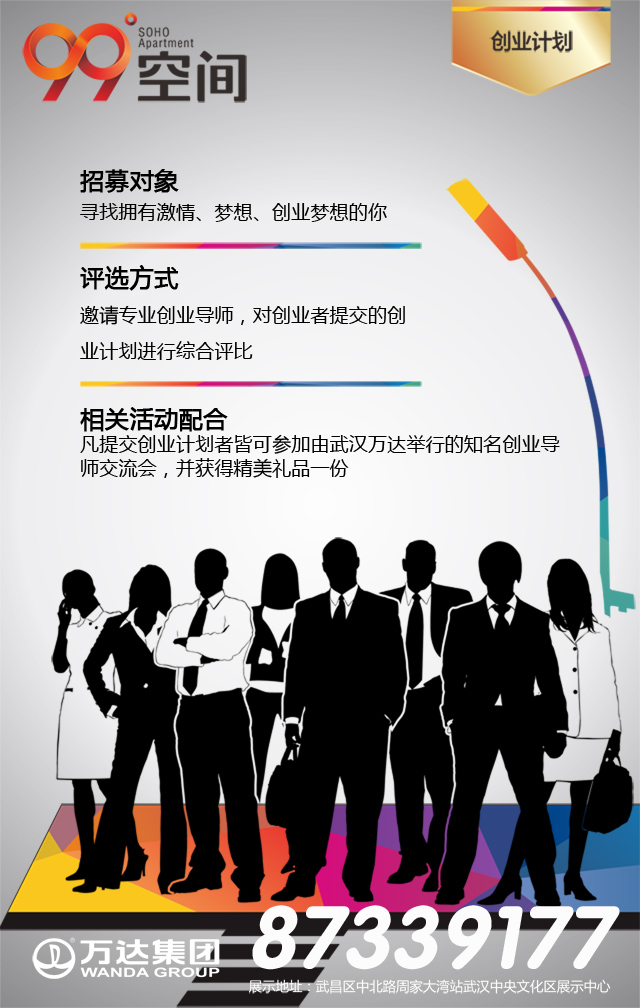 99°
SOHO
Apartment
空间
创业计划
招募对象
寻找拥有激情、梦想、创业梦想的你
评选方式
邀请专业创业导师，对创业者提交的创
业计划进行综合评比
相关活动配合
凡提交创业计划者皆可参加由武汉万达举行的知名创业导
师交流会，并获得精美礼品一份
87339177
万达集团
WANDA GROUP
展示地址：武昌区中北路周家大湾站武汉中央文化区展示中心